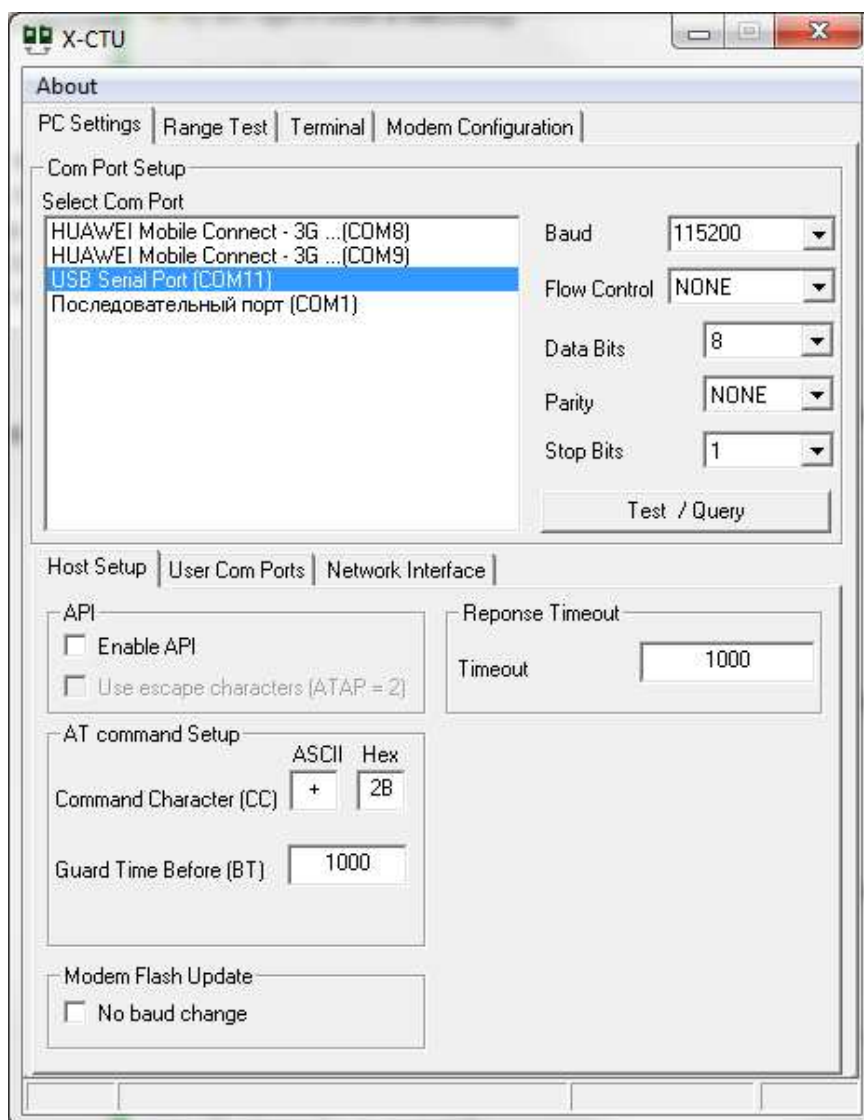 X-CTU
About
PC Settings Range Test Terminal Modem Configuration
Com Port Setup
Select Com Port
HUAWEI Mobile Connect - 3G ...(COM8)
HUAWEI Mobile Connect - 3G ...(COM9)
USB Serial Port (COM11)
Последовательный порт (COM1)
Baud 115200
Flow Control NONE
Data Bits 8
Parity NONE
Stop Bits 1
Test / Query
Host Setup User Com Ports Network Interface
API
Enable API
Use escape characters (ATAP = 2)
Reponse Timeout
Timeout 1000
AT command Setup
ASCII Hex
Command Character (CC) + 2B
Guard Time Before (BT) 1000
Modem Flash Update
No baud change